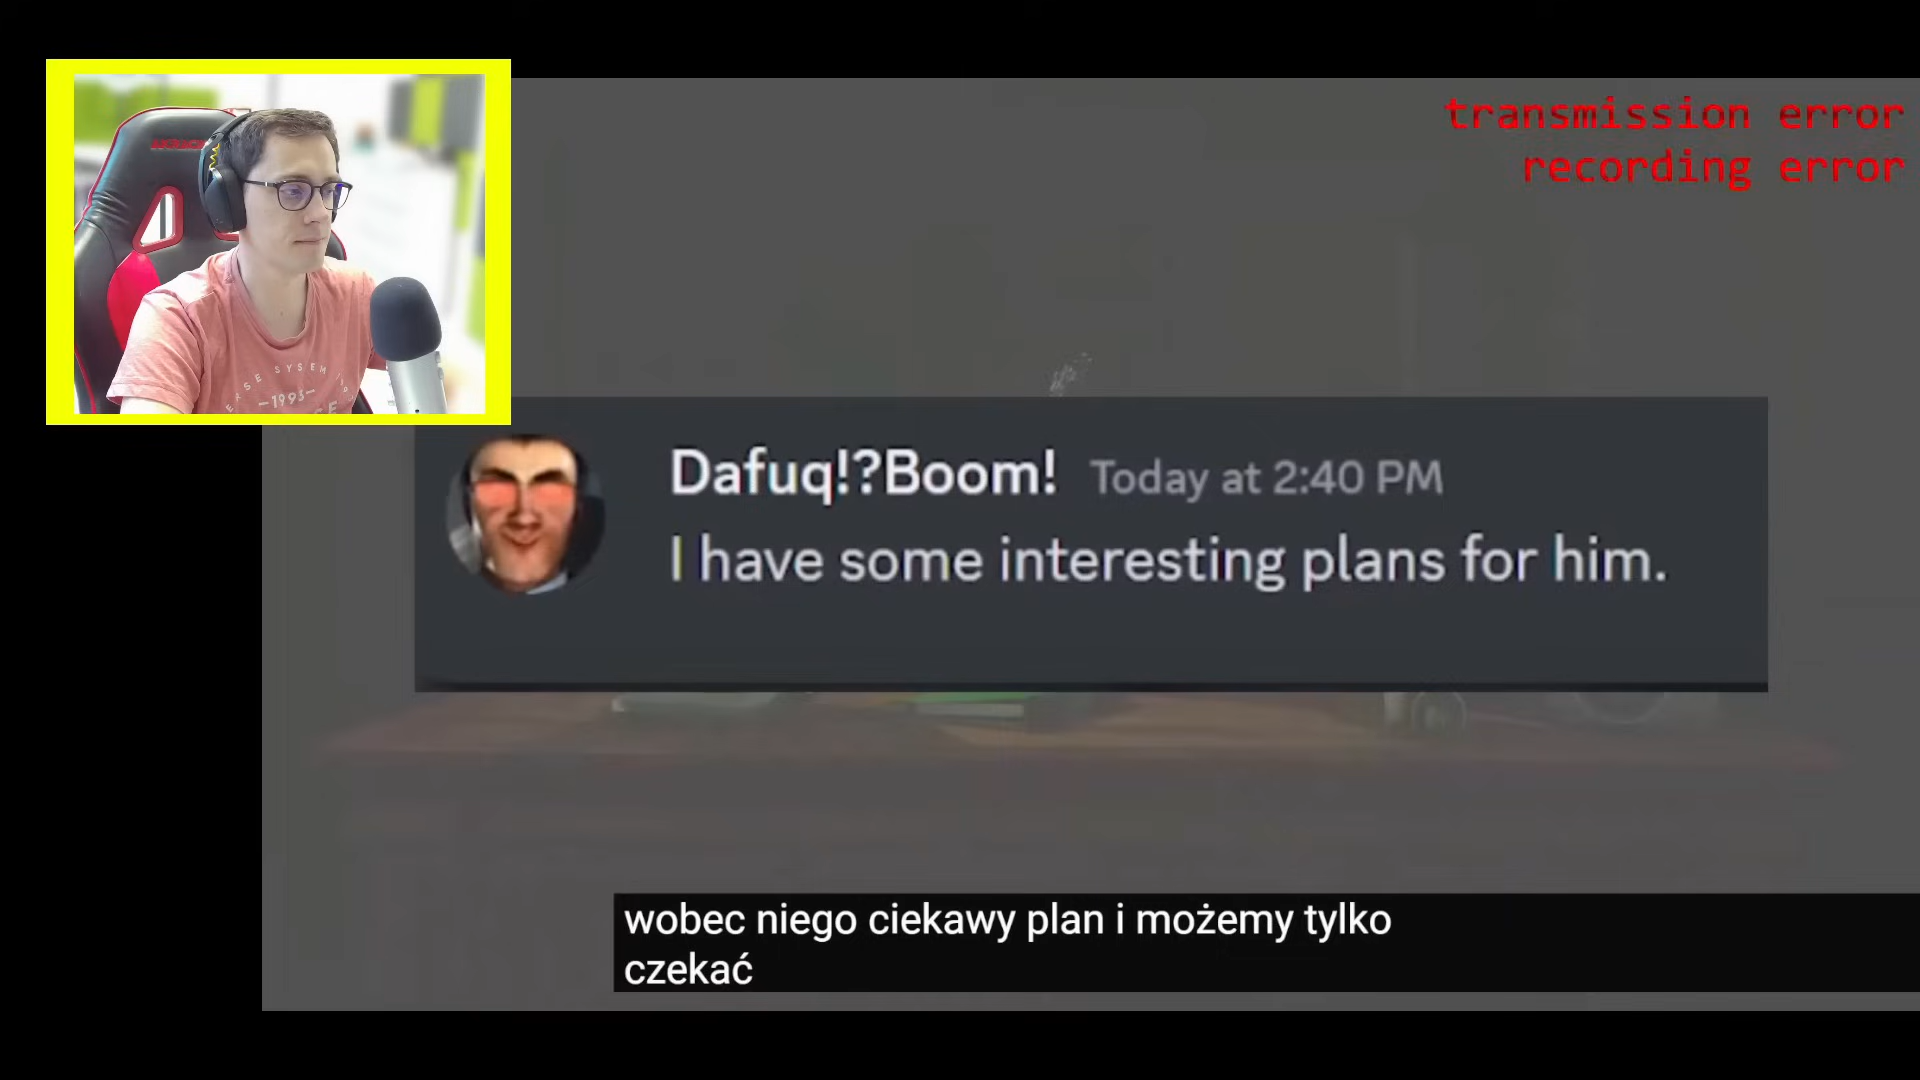 transmission error
recording error
Dafuq!?Boom! Today at 2:40 PM
I have some interesting plans for him.
-1993-
wobec niego ciekawy plan i możemy tylko
czekać